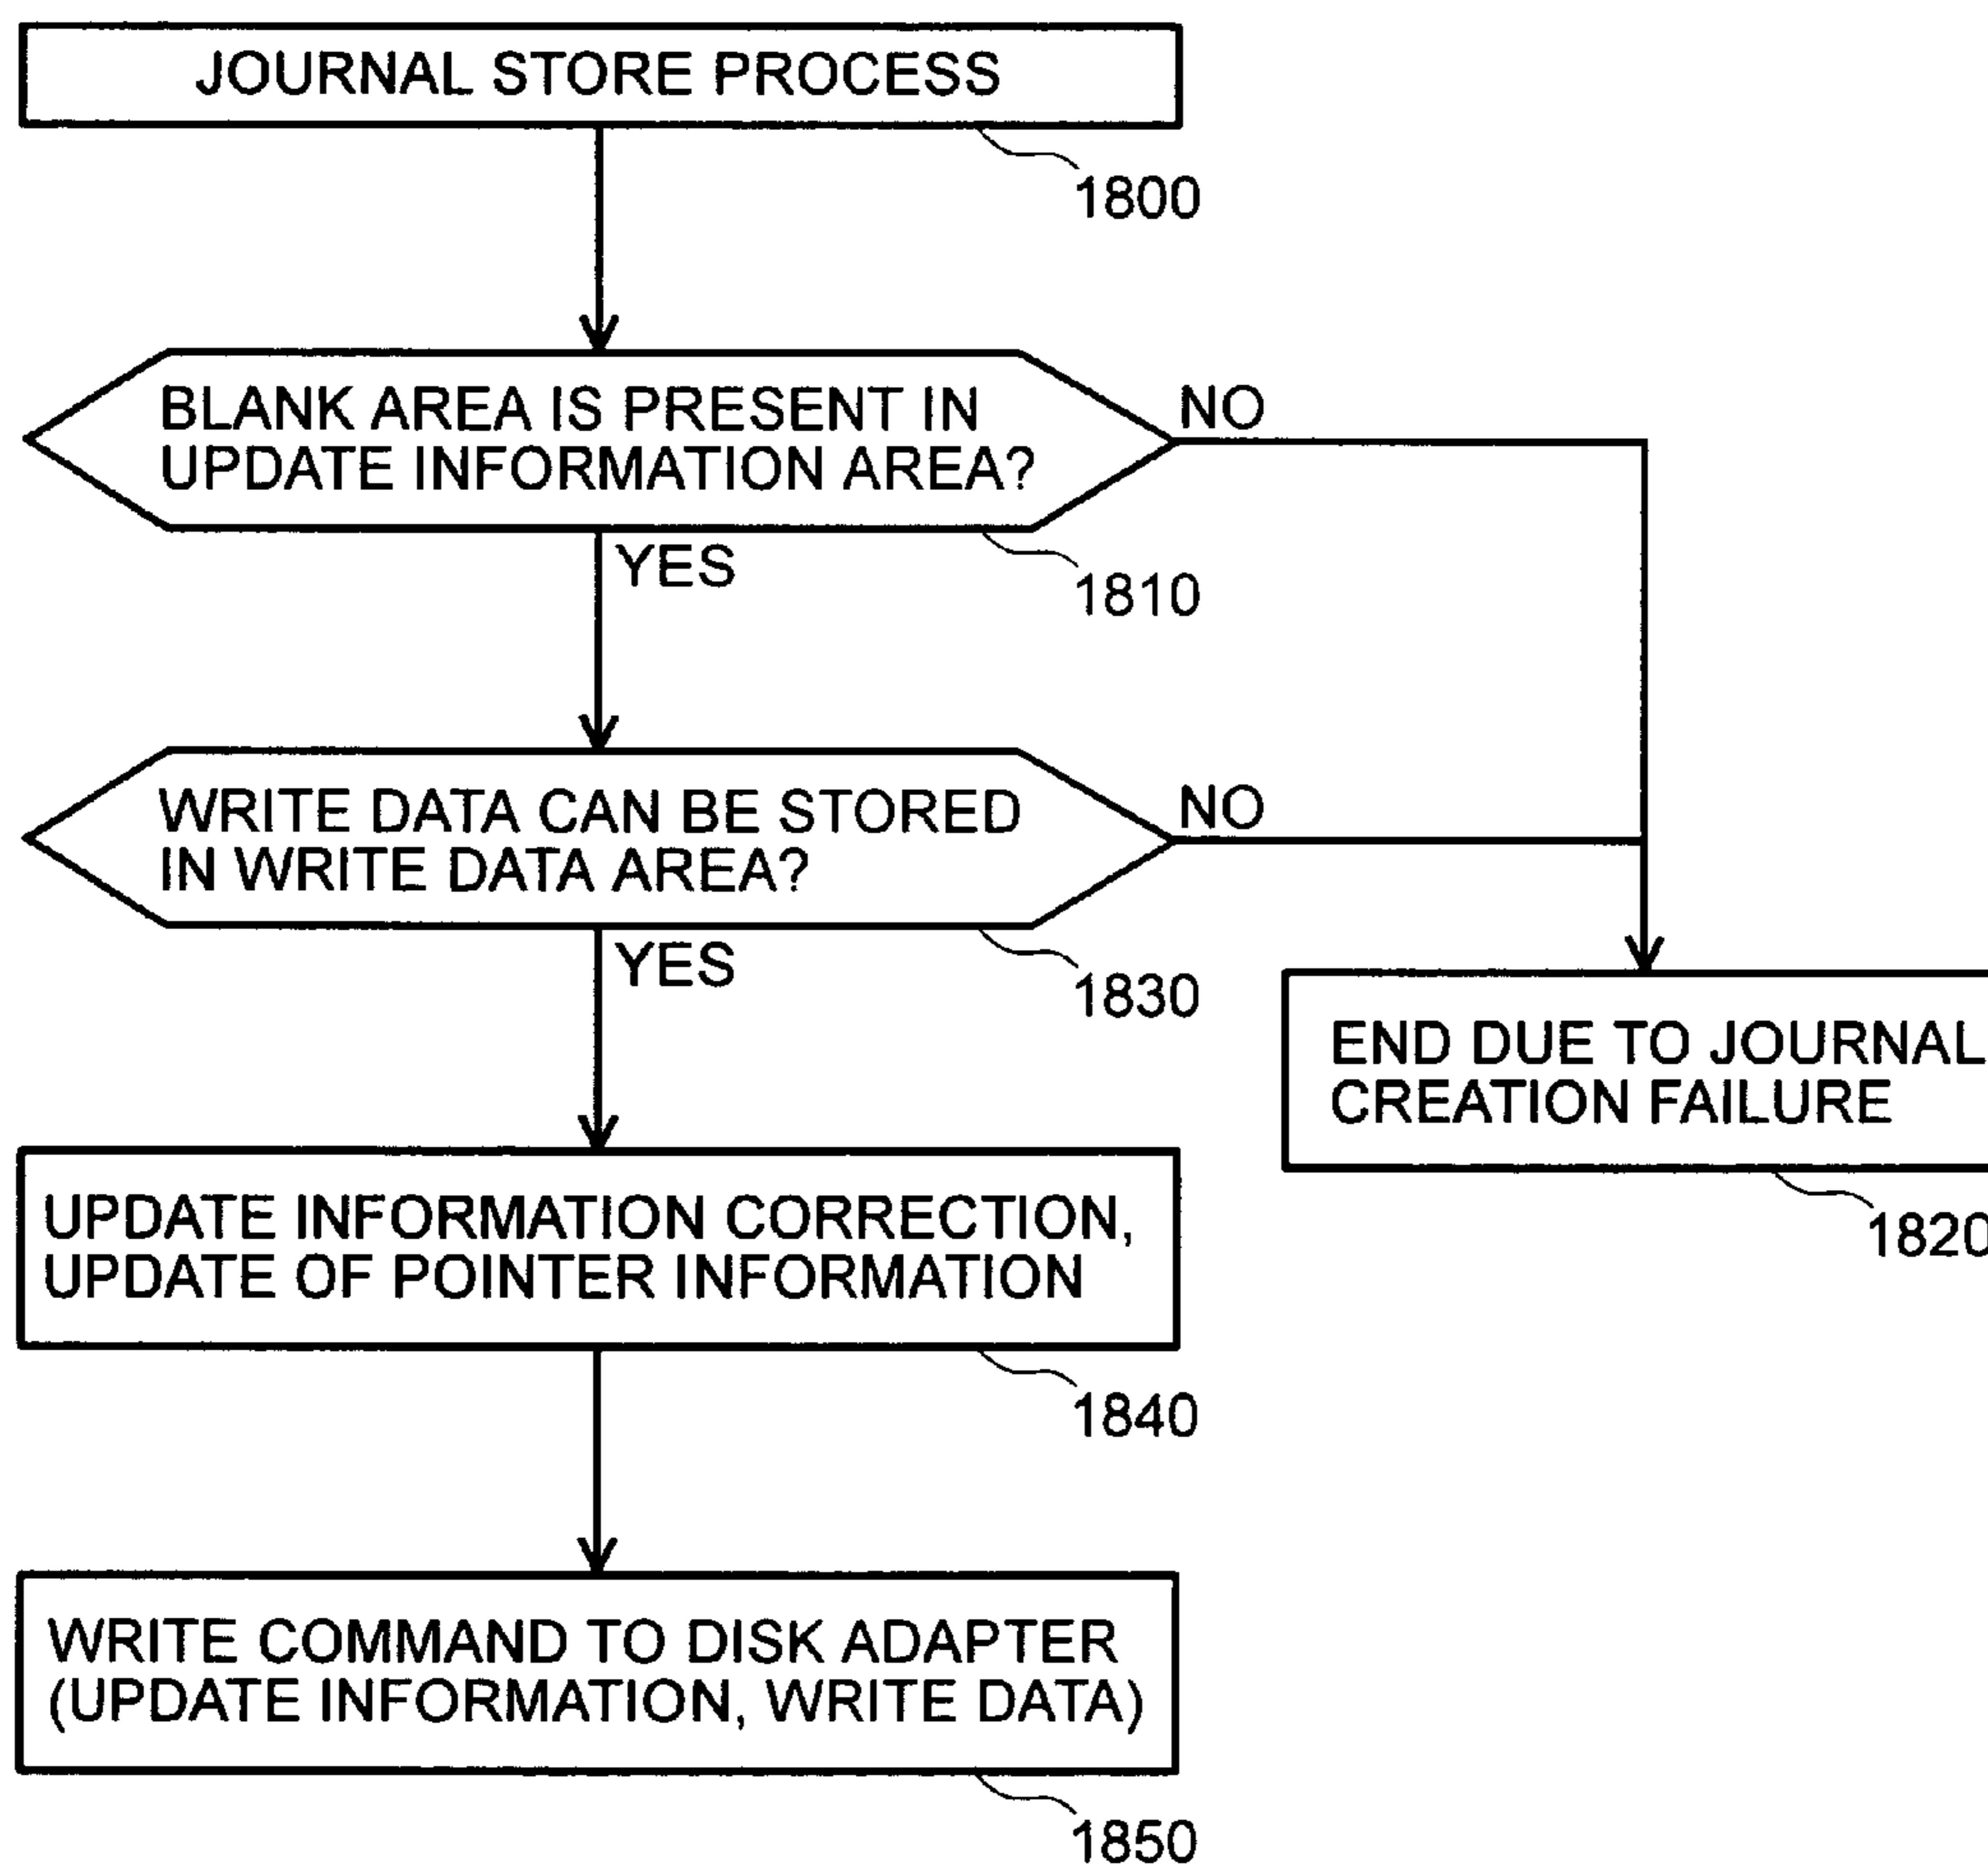 JOURNAL STORE PROCESS
1800
BLANK AREA IS PRESENT IN
UPDATE INFORMATION AREA?
NO
YES
1810
WRITE DATA CAN BE STORED
IN WRITE DATA AREA?
NO
YES
1830
END DUE TO JOURNAL
CREATION FAILURE
1820
UPDATE INFORMATION CORRECTION,
UPDATE OF POINTER INFORMATION
1840
WRITE COMMAND TO DISK ADAPTER
(UPDATE INFORMATION, WRITE DATA)
1850